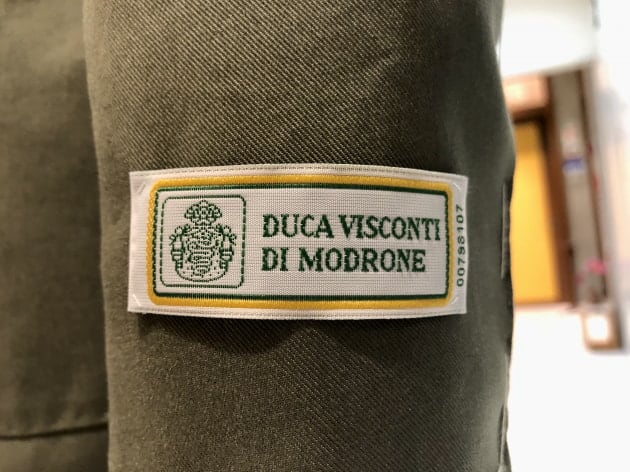 DUCA VISCONTI
DI MODRONE
00798107